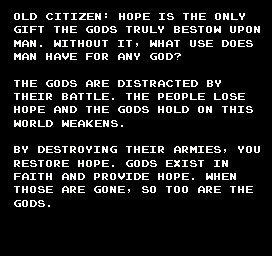 OLD CITIZEN: HOPE IS THE ONLY
GIFT THE GODS TRULY BESTOW UPON
MAN. WITHOUT IT, WHAT USE DOES
MAN HAVE FOR ANY GOD?
THE GODS ARE DISTRACTED BY
THEIR BATTLE. THE PEOPLE LOSE
HOPE AND THE GODS HOLD ON THIS
WORLD WEAKENS.
BY DESTROYING THEIR ARMIES, YOU
RESTORE HOPE. GODS EXIST IN
FAITH AND PROVIDE HOPE. WHEN
THOSE ARE GONE, SO TOO ARE THE
GODS.